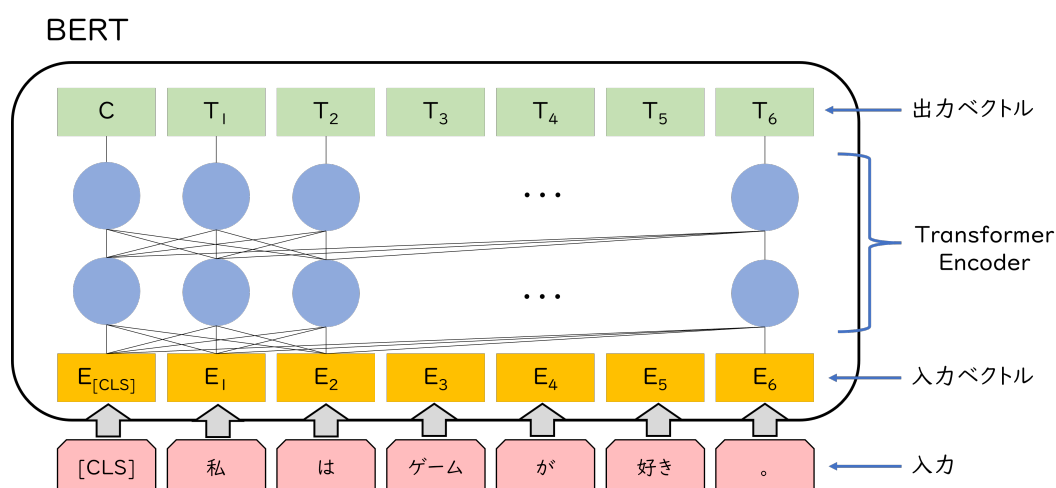 BERT
C T1 T2 T3 T4 T5 T6
出力ベクトル
...
Transformer
Encoder
...
E[CLS] E1 E2 E3 E4 E5 E6
入力ベクトル
[CLS] 私 は ゲーム が 好き 。
入力